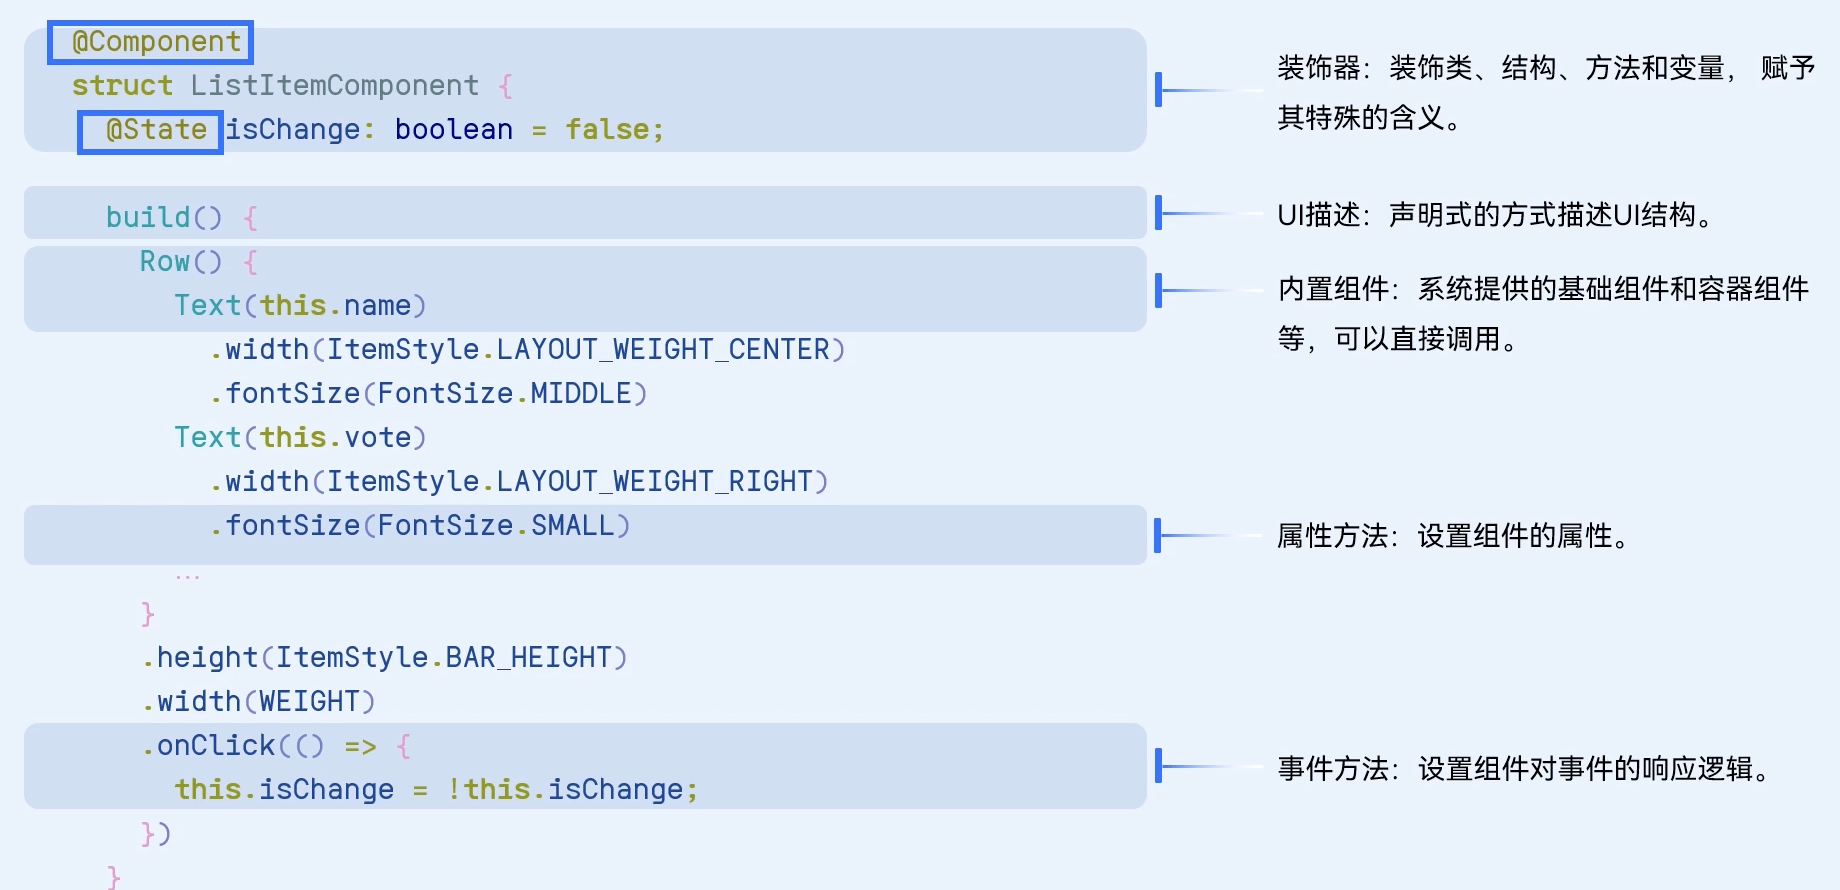 @Component
struct ListItemComponent {
@State isChange: boolean = false;
装饰器：装饰类、结构、方法和变量， 赋予
其特殊的含义。
build() {
UI描述：声明式的方式描述UI结构。
Row() {
Text(this.name)
内置组件：系统提供的基础组件和容器组件
等，可以直接调用。
.width(ItemStyle.LAYOUT_WEIGHT_CENTER)
.fontSize(FontSize.MIDDLE)
Text(this.vote)
.width(ItemStyle.LAYOUT_WEIGHT_RIGHT)
.fontSize(FontSize.SMALL)
属性方法：设置组件的属性。
...
}
.height(ItemStyle.BAR_HEIGHT)
.width(WEIGHT)
.onClick(() => {
this.isChange = !this.isChange;
事件方法：设置组件对事件的响应逻辑。
})
}